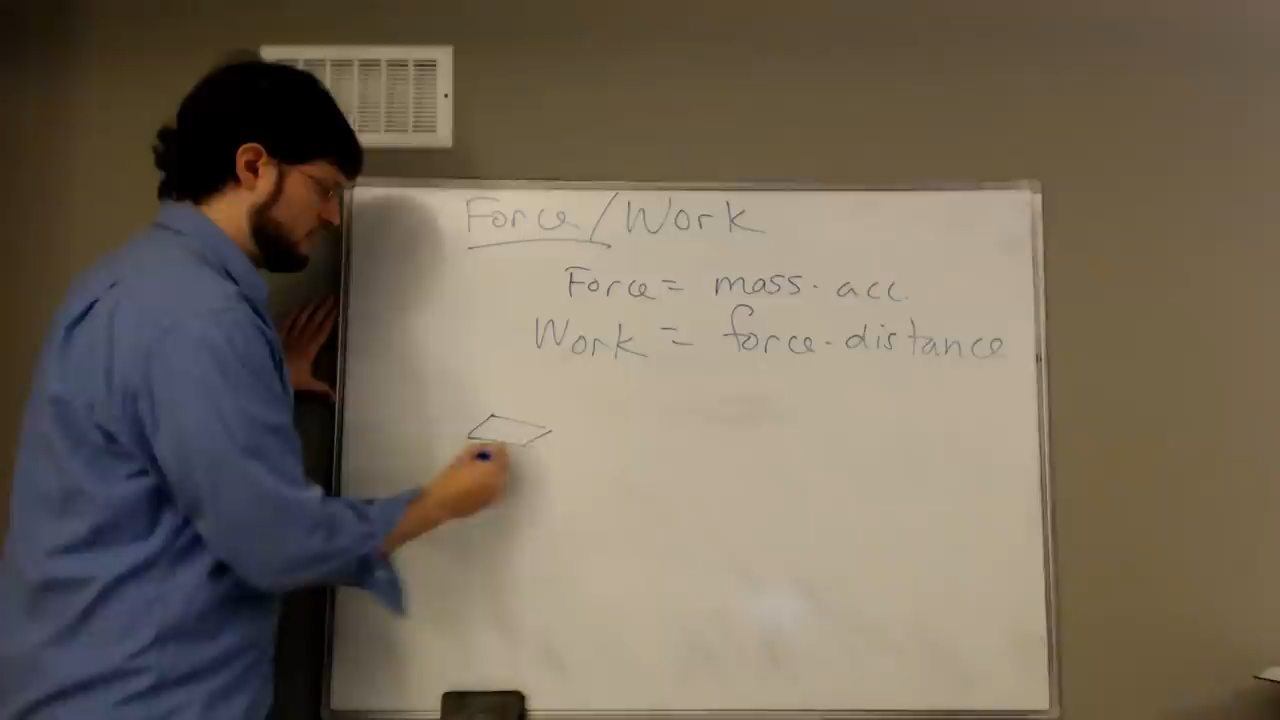 Force/Work
Force = mass · acc.
Work = force · distance